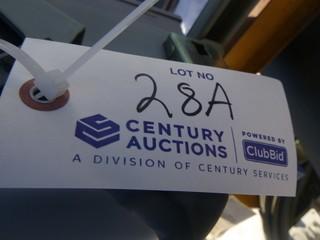 LOT NO
28A
CENTURY AUCTIONS
POWERED BY
ClubBid
A DIVISION OF CENTURY SERVICES